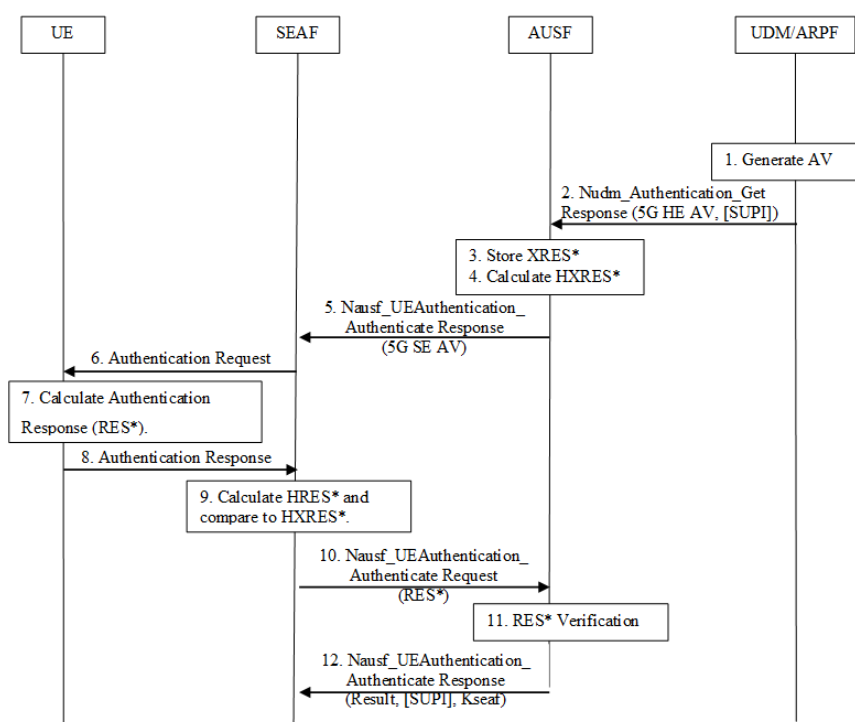 UE
SEAF
AUSF
UDM/ARPF
1. Generate AV
2. Nudm_Authentication_Get
Response (5G HE AV, [SUPI])
3. Store XRES*
4. Calculate HXRES*
5. Nausf_UEAuthentication_
Authenticate Response
(5G SE AV)
6. Authentication Request
7. Calculate Authentication
Response (RES*).
8. Authentication Response
9. Calculate HRES* and
compare to HXRES*.
10. Nausf_UEAuthentication_
Authenticate Request
(RES*)
11. RES* Verification
12. Nausf_UEAuthentication_
Authenticate Response
(Result, [SUPI], Kseaf)